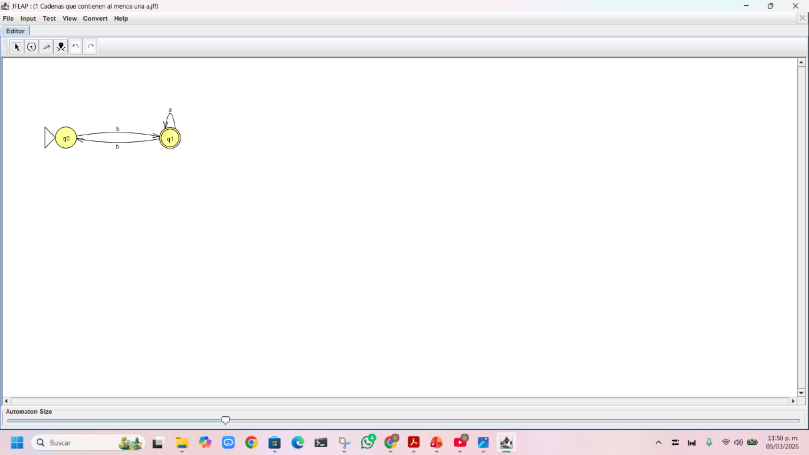 JFLAP : (1 Cadenas que contienen al menos una a.jff)
File Input Test View Convert Help
Editor
a
b
q0
q1
b
Automaton Size
Buscar
11:50 p. m.
05/03/2026